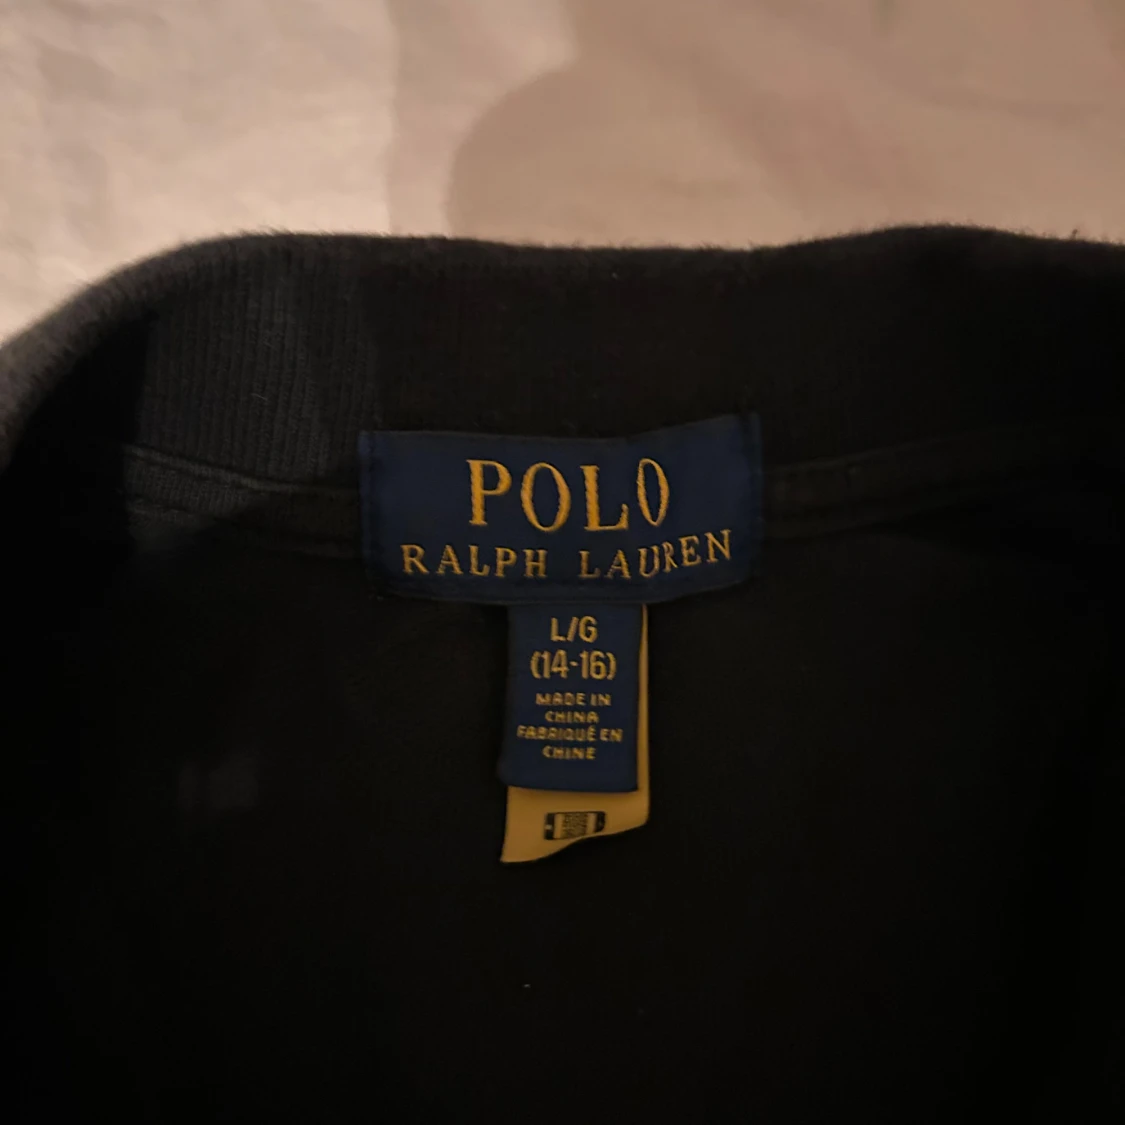 POLO
RALPH LAUREN
L/G
(14-16)
MADE IN
CHINA
FABRIQUÉ EN
CHINE